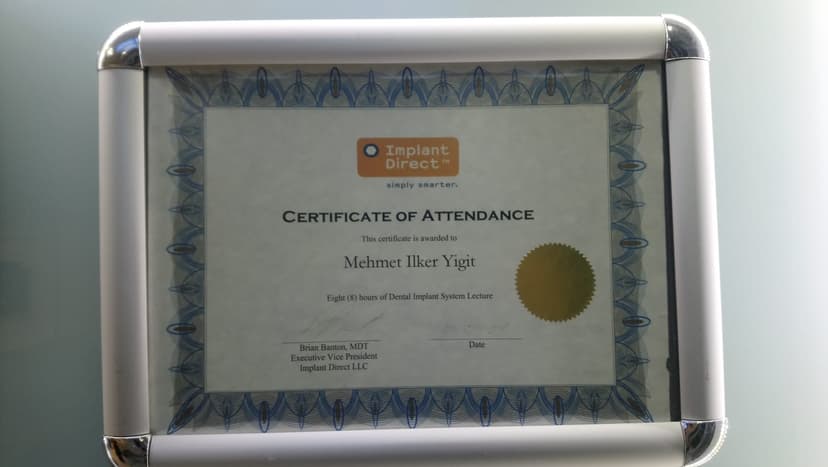 Implant
Direct™
simply smarter.
CERTIFICATE OF ATTENDANCE
This certificate is awarded to
Mehmet Ilker Yigit
Eight (8) hours of Dental Implant System Lecture
Brian Banton, MDT
Executive Vice President
Implant Direct LLC
Date